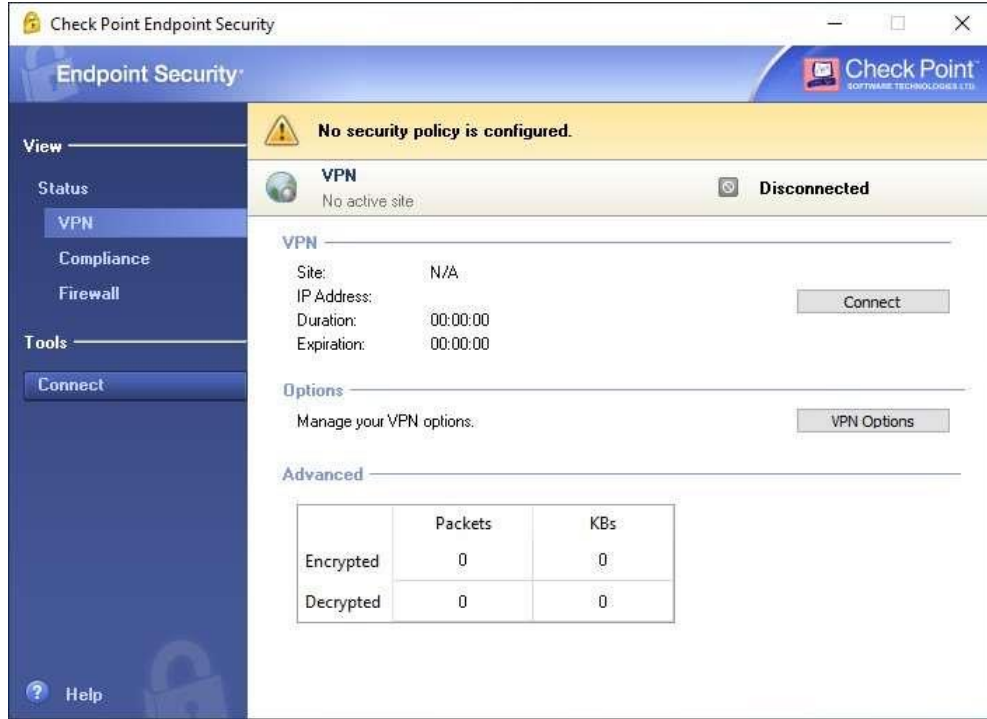 Check Point Endpoint Security
Endpoint Security
Check Point
SOFTWARE TECHNOLOGIES LTD.
View
Status
VPN
Compliance
Firewall
Tools
Connect
Help
No security policy is configured.
VPN
No active site
Disconnected
VPN
Site: N/A
IP Address:
Duration: 00:00:00
Expiration: 00:00:00
Connect
Options
Manage your VPN options.
VPN Options
Advanced
Packets KBs
Encrypted 0 0
Decrypted 0 0